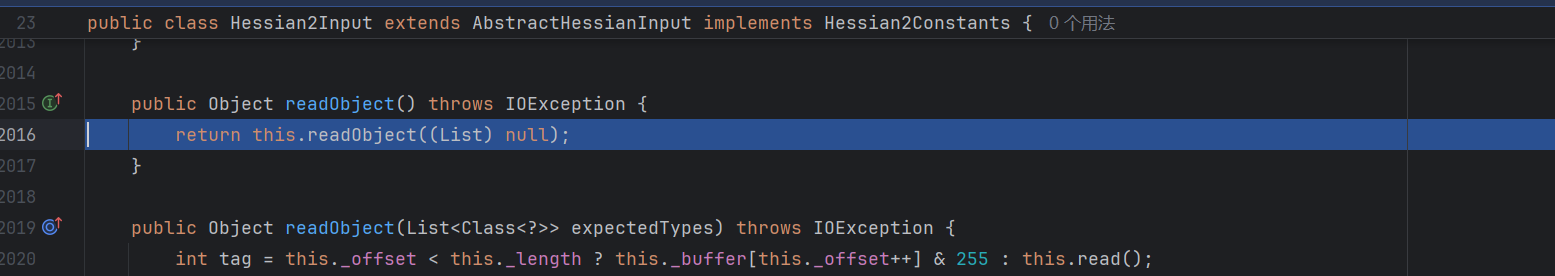 23 public class Hessian2Input extends AbstractHessianInput implements Hessian2Constants { 0 个用法
2013 }
2014
2015 public Object readObject() throws IOException {
2016 return this.readObject((List) null);
2017 }
2018
2019 public Object readObject(List<Class<?>> expectedTypes) throws IOException {
2020 int tag = this._offset < this._length ? this._buffer[this._offset++] & 255 : this.read();